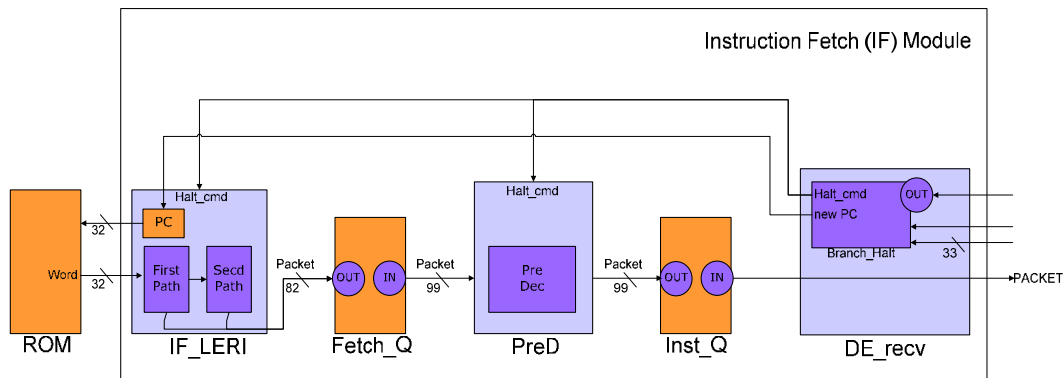 Instruction Fetch (IF) Module
Halt_cmd
PC
32
Word
32
First
Path
Secd
Path
IF_LERI
ROM
Packet
82
OUT
IN
Fetch_Q
Packet
99
Halt_cmd
Pre
Dec
PreD
Packet
99
OUT
IN
Inst_Q
Halt_cmd
new PC
OUT
Branch_Halt
33
DE_recv
PACKET